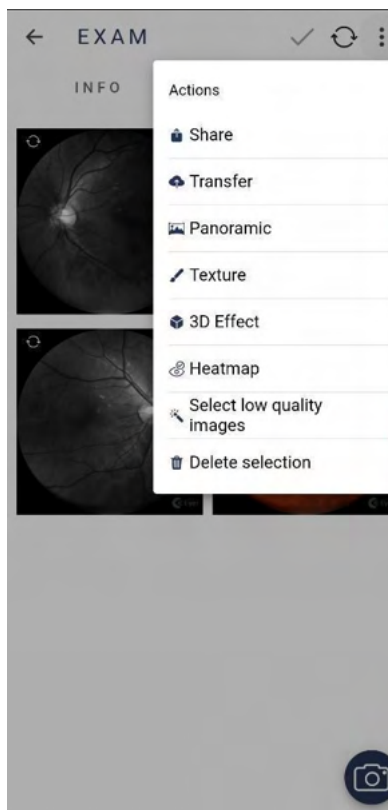 EXAM
INFO
Actions
Share
Transfer
Panoramic
Texture
3D Effect
Heatmap
Select low quality
images
Delete selection